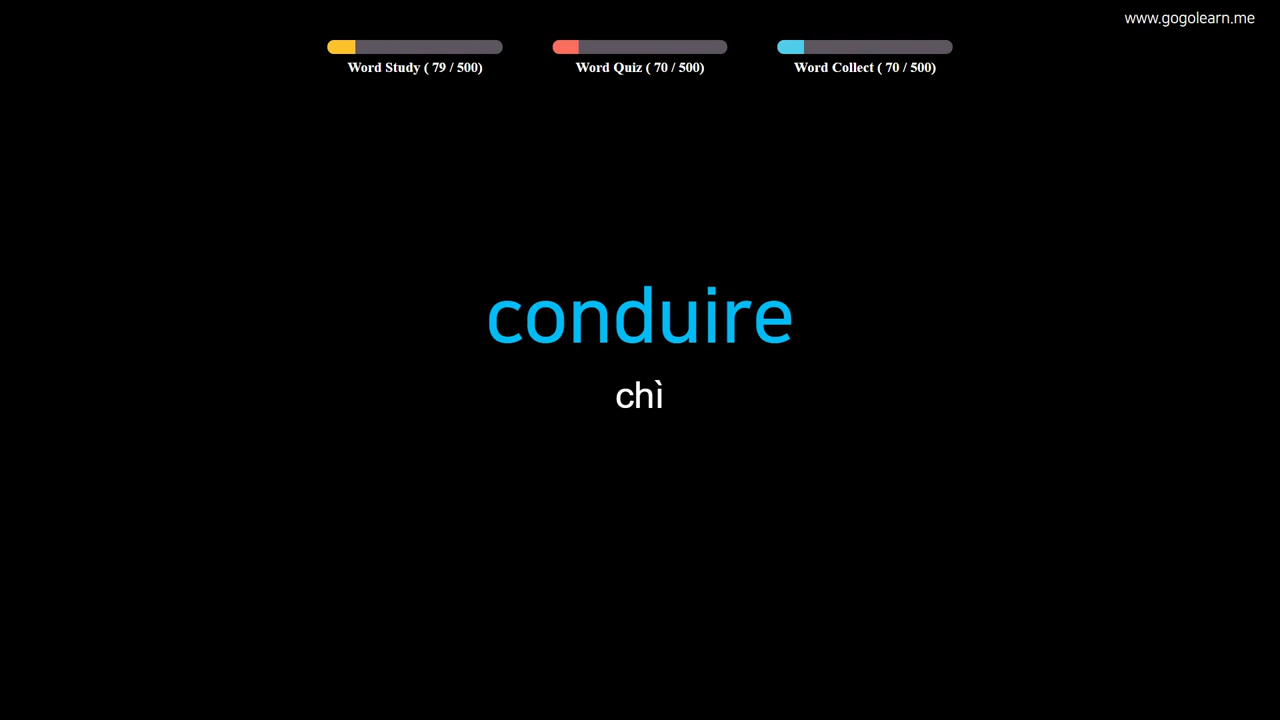 www.gogolearn.me
Word Study ( 79 / 500)
Word Quiz ( 70 / 500)
Word Collect ( 70 / 500)
conduire
chì